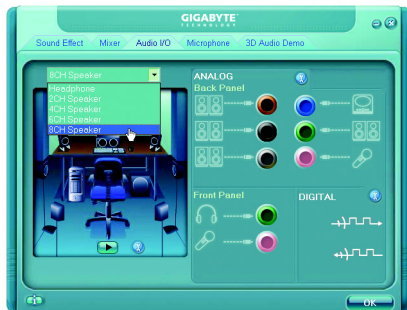 GIGABYTE
TECHNOLOGY
Sound Effect Mixer Audio I/O Microphone 3D Audio Demo
8CH Speaker
Headphone
2CH Speaker
4CH Speaker
6CH Speaker
8CH Speaker
ANALOG
Back Panel
Front Panel
DIGITAL
OK